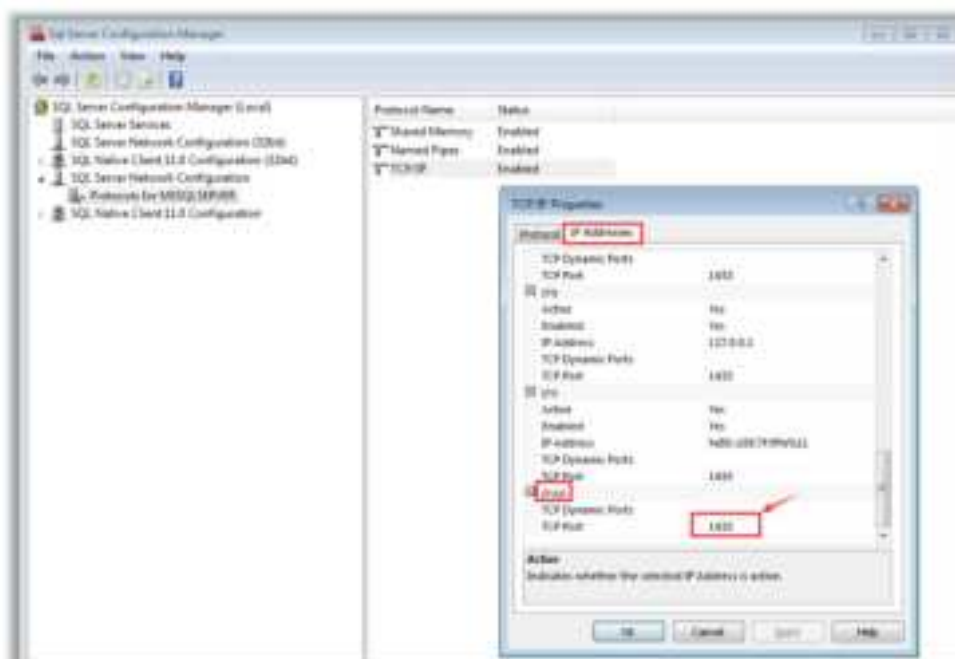 Sql Server Configuration Manager
File Action View Help
SQL Server Configuration Manager (Local)
SQL Server Services
SQL Server Network Configuration (32bit)
SQL Native Client 11.0 Configuration (32bit)
SQL Server Network Configuration
Protocols for MSSQLSERVER
SQL Native Client 11.0 Configuration
Protocol Name Status
Shared Memory Enabled
Named Pipes Enabled
TCP/IP Enabled
TCP/IP Properties
Protocol IP Addresses
TCP Dynamic Ports
TCP Port 1433
Active Yes
Enabled Yes
IP Address 127.0.0.1
TCP Dynamic Ports
TCP Port 1433
Active Yes
Enabled Yes
IP Address
TCP Dynamic Ports
TCP Port 1433
IPAll
TCP Dynamic Ports
TCP Port 1433
Active
Indicates whether the selected IP Address is active.
OK Cancel Apply Help